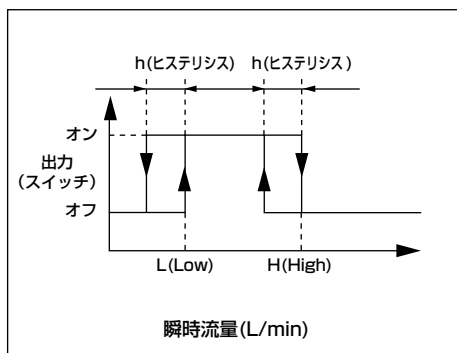 h(ヒステリシス) h(ヒステリシス)
オン
出力
(スイッチ)
オフ
L(Low) H(High)
瞬時流量(L/min)